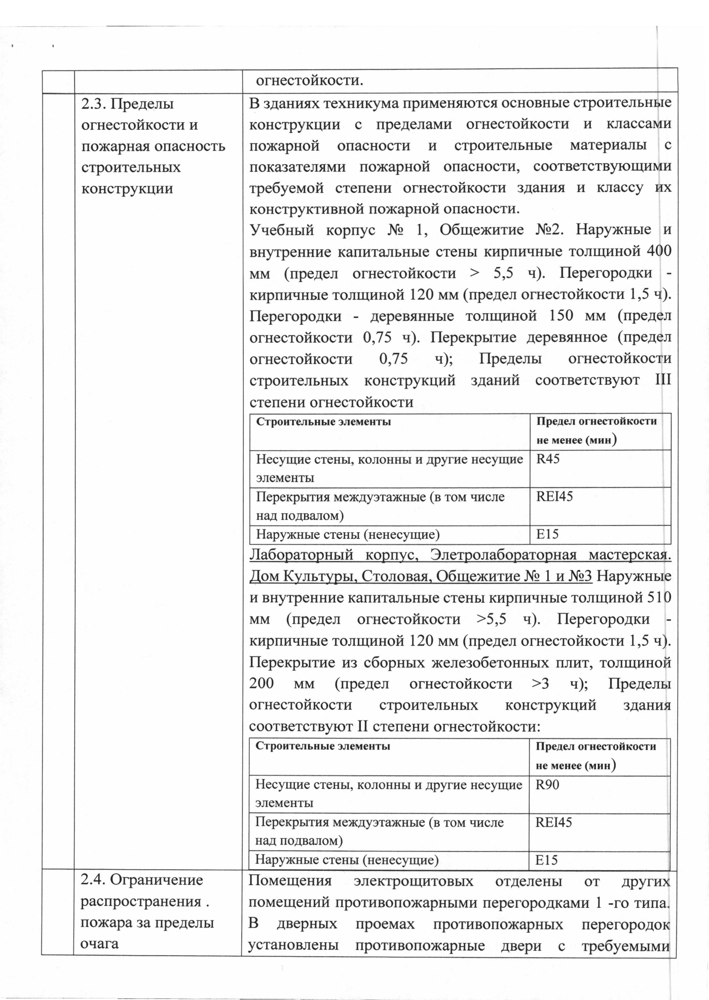 огнестойкости.
2.3. Пределы
огнестойкости и
пожарная опасность
строительных
конструкции
В зданиях техникума применяются основные строительные
конструкции с пределами огнестойкости и классами
пожарной опасности и строительные материалы с
показателями пожарной опасности, соответствующими
требуемой степени огнестойкости здания и классу их
конструктивной пожарной опасности.
Учебный корпус № 1, Общежитие №2. Наружные и
внутренние капитальные стены кирпичные толщиной 400
мм (предел огнестойкости > 5,5 ч). Перегородки -
кирпичные толщиной 120 мм (предел огнестойкости 1,5 ч).
Перегородки - деревянные толщиной 150 мм (предел
огнестойкости 0,75 ч). Перекрытие деревянное (предел
огнестойкости 0,75 ч); Пределы огнестойкости
строительных конструкций зданий соответствуют III
степени огнестойкости
Строительные элементы
Предел огнестойкости
не менее (мин)
Несущие стены, колонны и другие несущие
элементы
R45
Перекрытия междуэтажные (в том числе
над подвалом)
REI45
Наружные стены (ненесущие)
E15
Лабораторный корпус, Элетролабораторная мастерская.
Дом Культуры, Столовая, Общежитие № 1 и №3 Наружные
и внутренние капитальные стены кирпичные толщиной 510
мм (предел огнестойкости >5,5 ч). Перегородки -
кирпичные толщиной 120 мм (предел огнестойкости 1,5 ч).
Перекрытие из сборных железобетонных плит, толщиной
200 мм (предел огнестойкости >3 ч); Пределы
огнестойкости строительных конструкций здания
соответствуют II степени огнестойкости:
Строительные элементы
Предел огнестойкости
не менее (мин)
Несущие стены, колонны и другие несущие
элементы
R90
Перекрытия междуэтажные (в том числе
над подвалом)
REI45
Наружные стены (ненесущие)
E15
2.4. Ограничение
распространения .
пожара за пределы
очага
Помещения электрощитовых отделены от других
помещений противопожарными перегородками 1 -го типа.
В дверных проемах противопожарных перегородок
установлены противопожарные двери с требуемыми